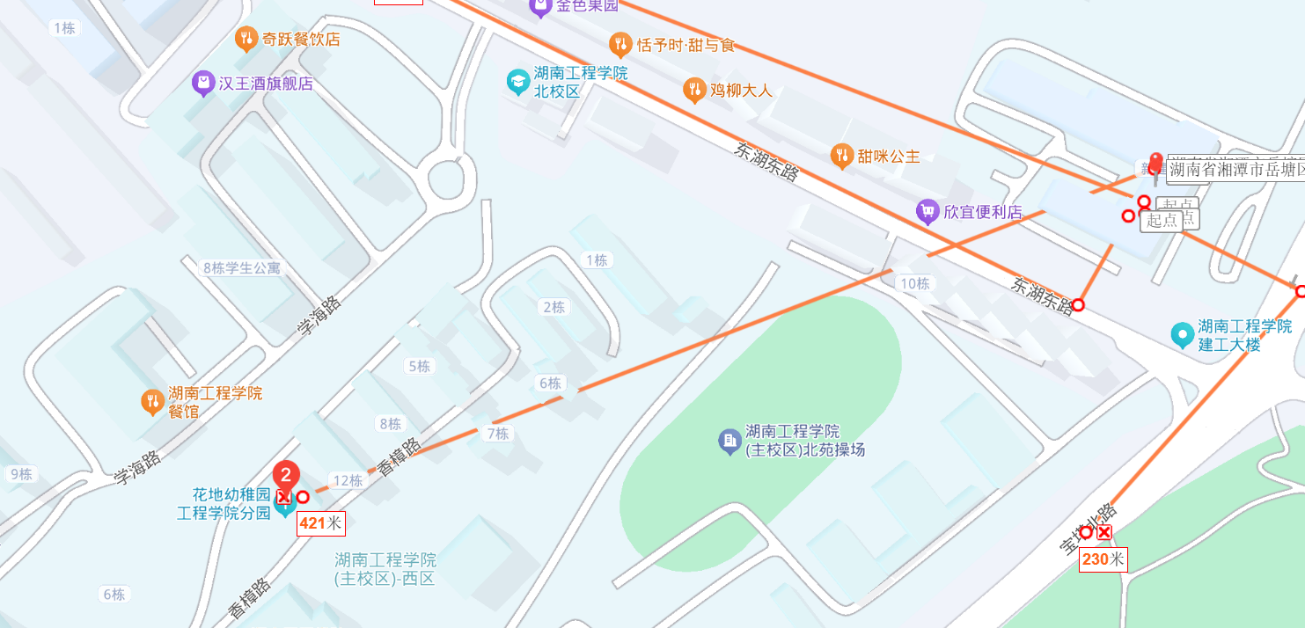 金色果园
1栋
奇跃餐饮店
恬予时·甜与食
汉王酒旗舰店
湖南工程学院
北校区
鸡柳大人
东湖东路
甜咪公主
湖南省湘潭市岳塘区
欣宜便利店
起点
起点
8栋学生公寓
1栋
10栋
东湖东路
2栋
学海路
湖南工程学院
建工大楼
5栋
6栋
湖南工程学院
餐馆
8栋
7栋
湖南工程学院
(主校区)北苑操场
香樟路
学海路
9栋
2
12栋
花地幼稚园
工程学院分园
421米
宝塔北路
230米
湖南工程学院
(主校区)-西区
6栋
香樟路